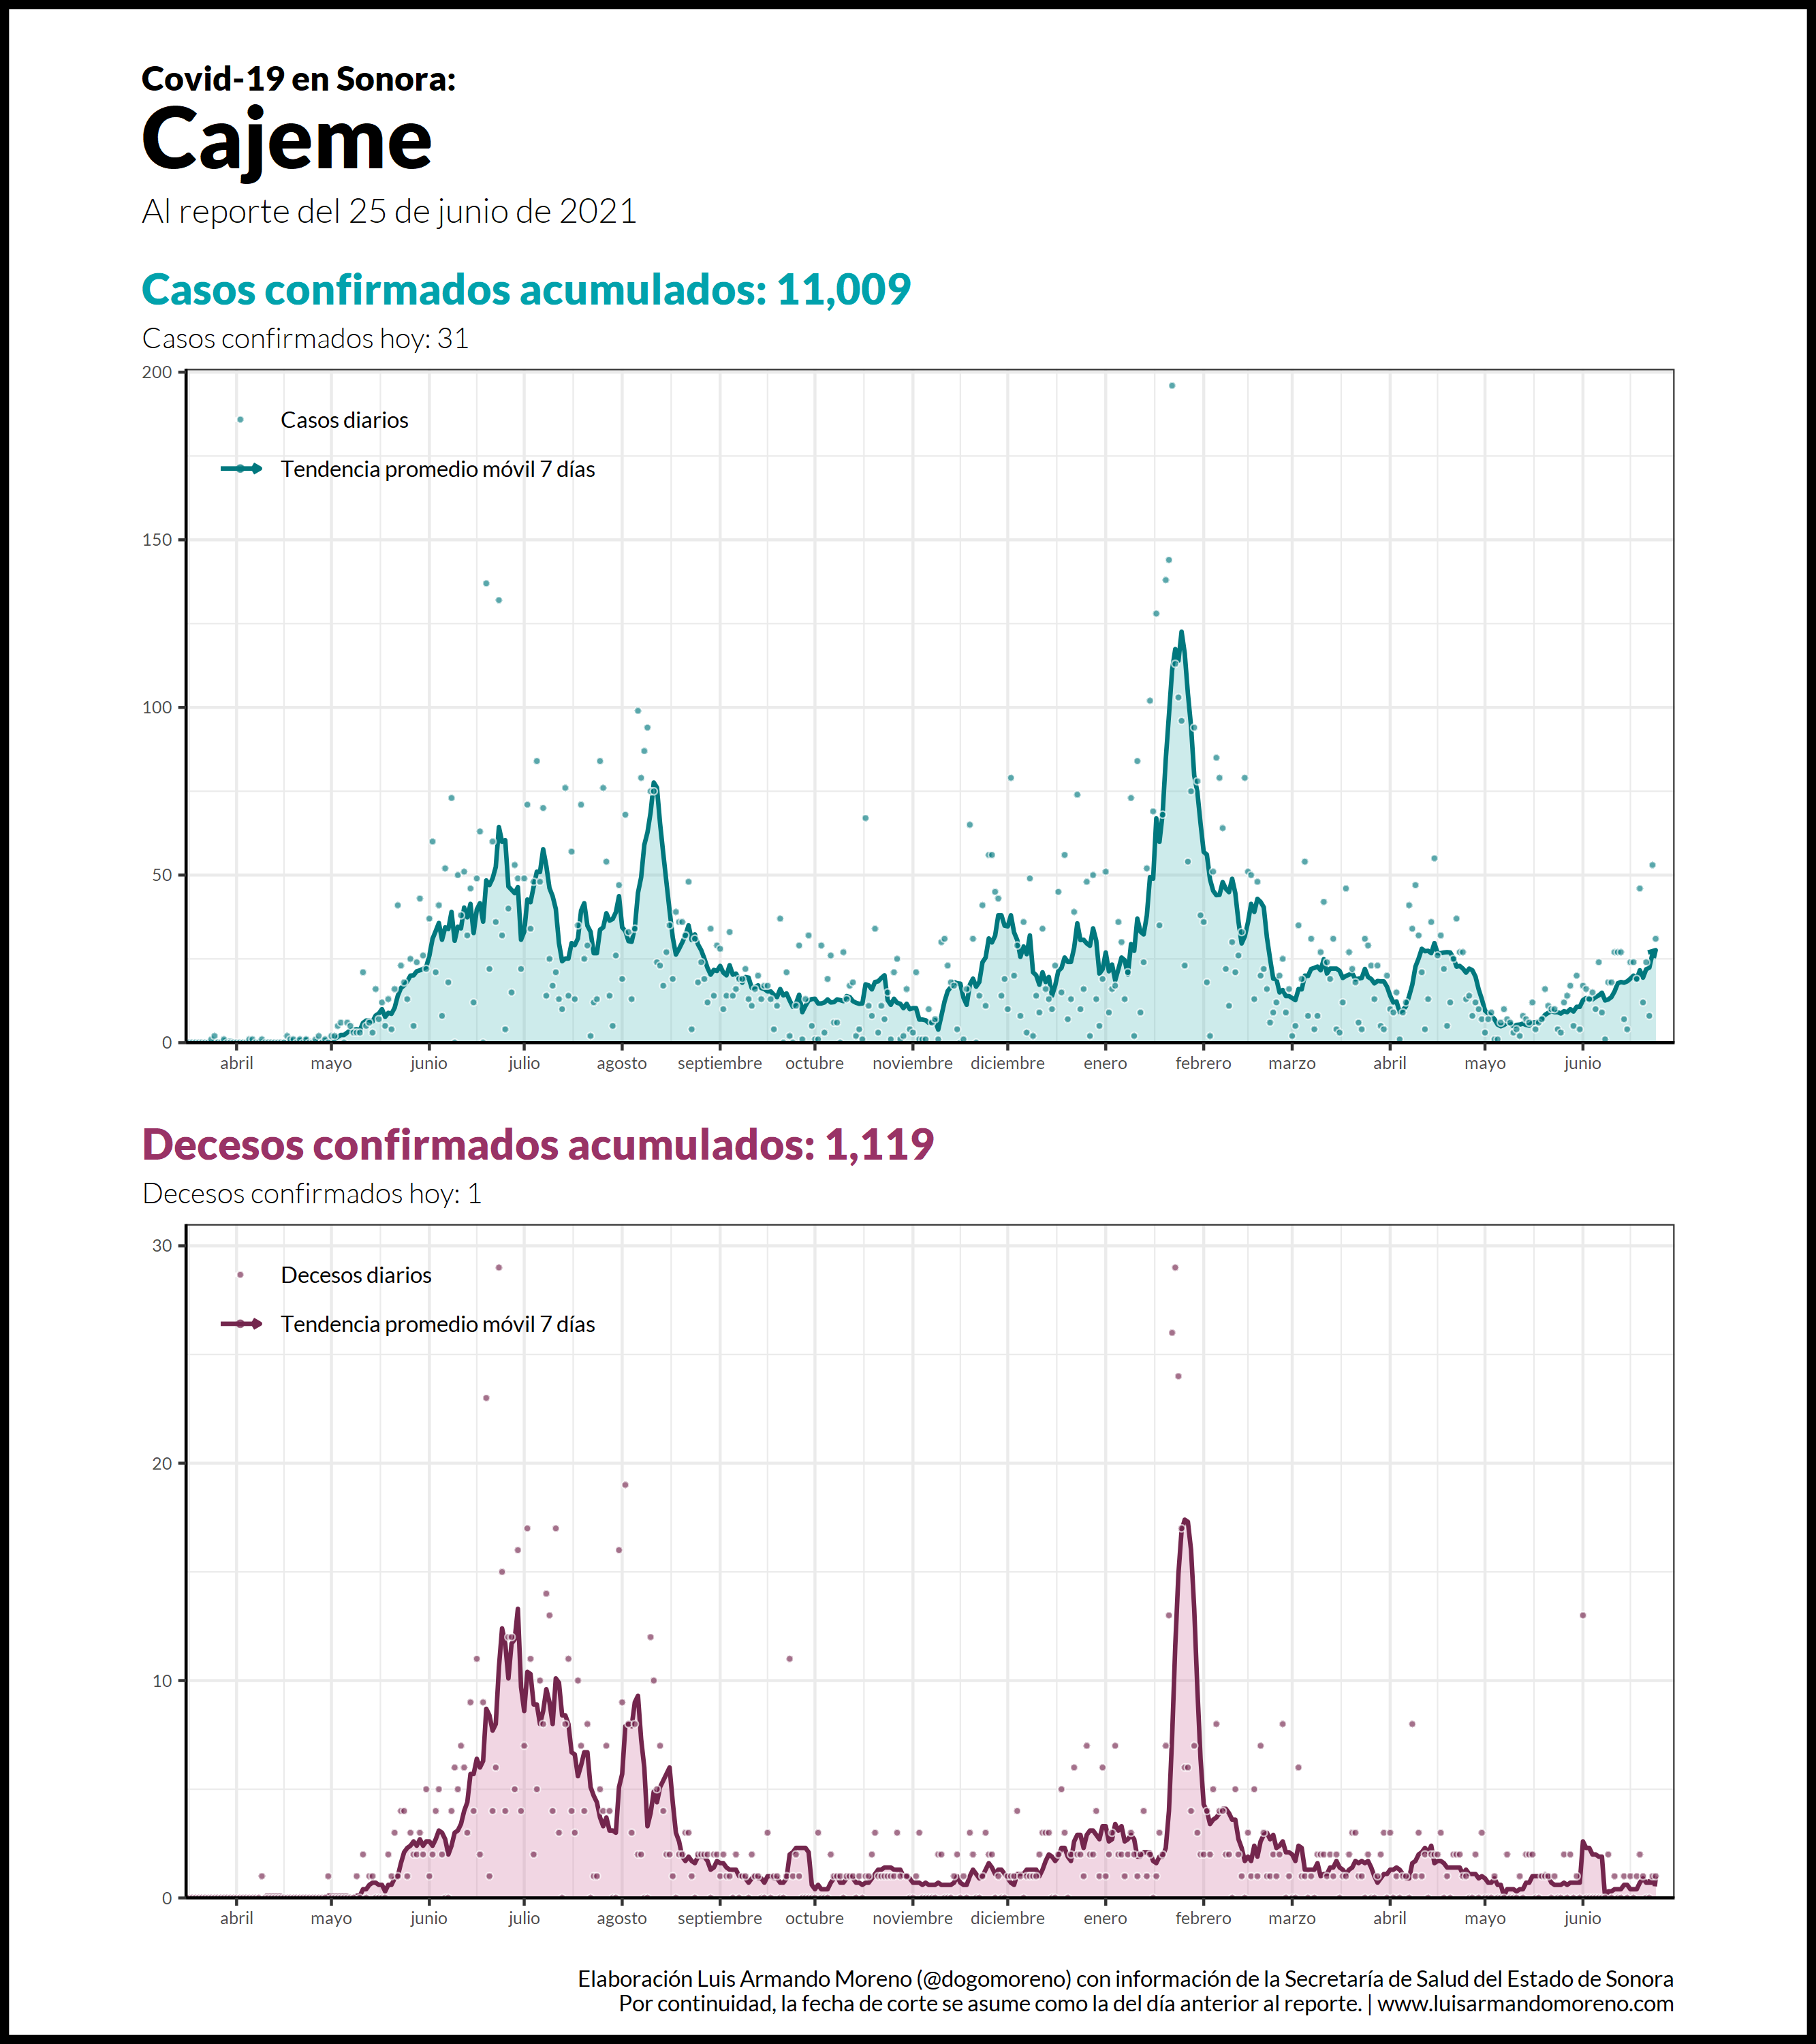 Covid-19 en Sonora:
Cajeme
Al reporte del 25 de junio de 2021
Casos confirmados acumulados: 11,009
Casos confirmados hoy: 31
200
Casos diarios
Tendencia promedio móvil 7 días
150
100
50
0
abril mayo junio julio agosto septiembre octubre noviembre diciembre enero febrero marzo abril mayo junio
Decesos confirmados acumulados: 1,119
Decesos confirmados hoy: 1
30
Decesos diarios
Tendencia promedio móvil 7 días
20
10
0
abril mayo junio julio agosto septiembre octubre noviembre diciembre enero febrero marzo abril mayo junio
Elaboración Luis Armando Moreno (@dogomoreno) con información de la Secretaría de Salud del Estado de Sonora
Por continuidad, la fecha de corte se asume como la del día anterior al reporte. | www.luisarmandomoreno.com